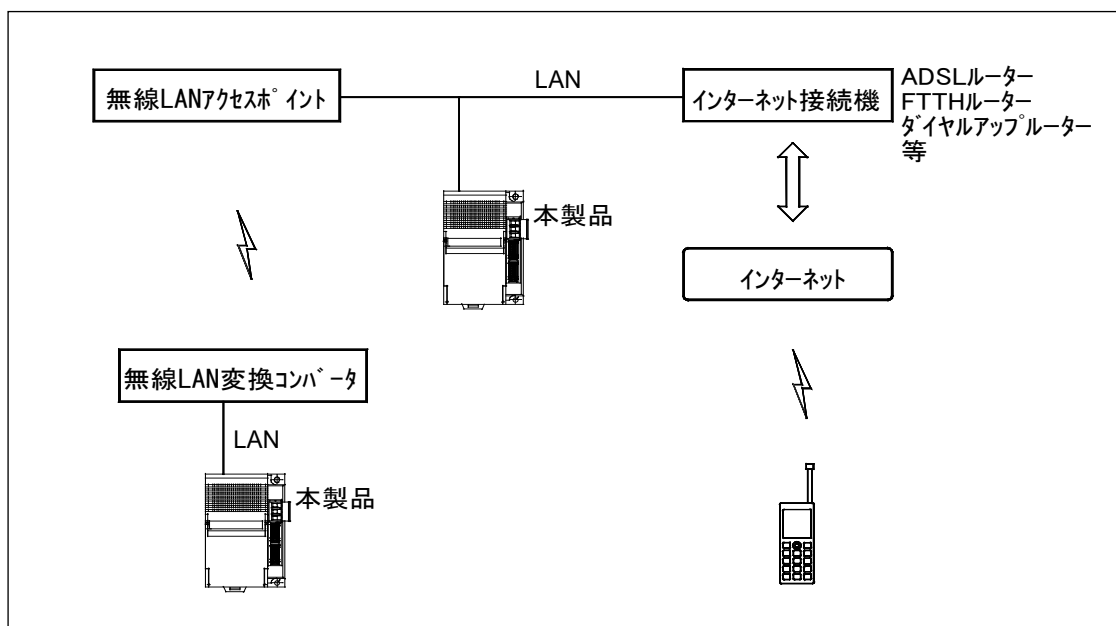 無線LANアクセスポイント
LAN
インターネット接続機
ADSLルーター
FTTHルーター
ダイヤルアップルーター
等
本製品
インターネット
無線LAN変換コンバータ
LAN
本製品